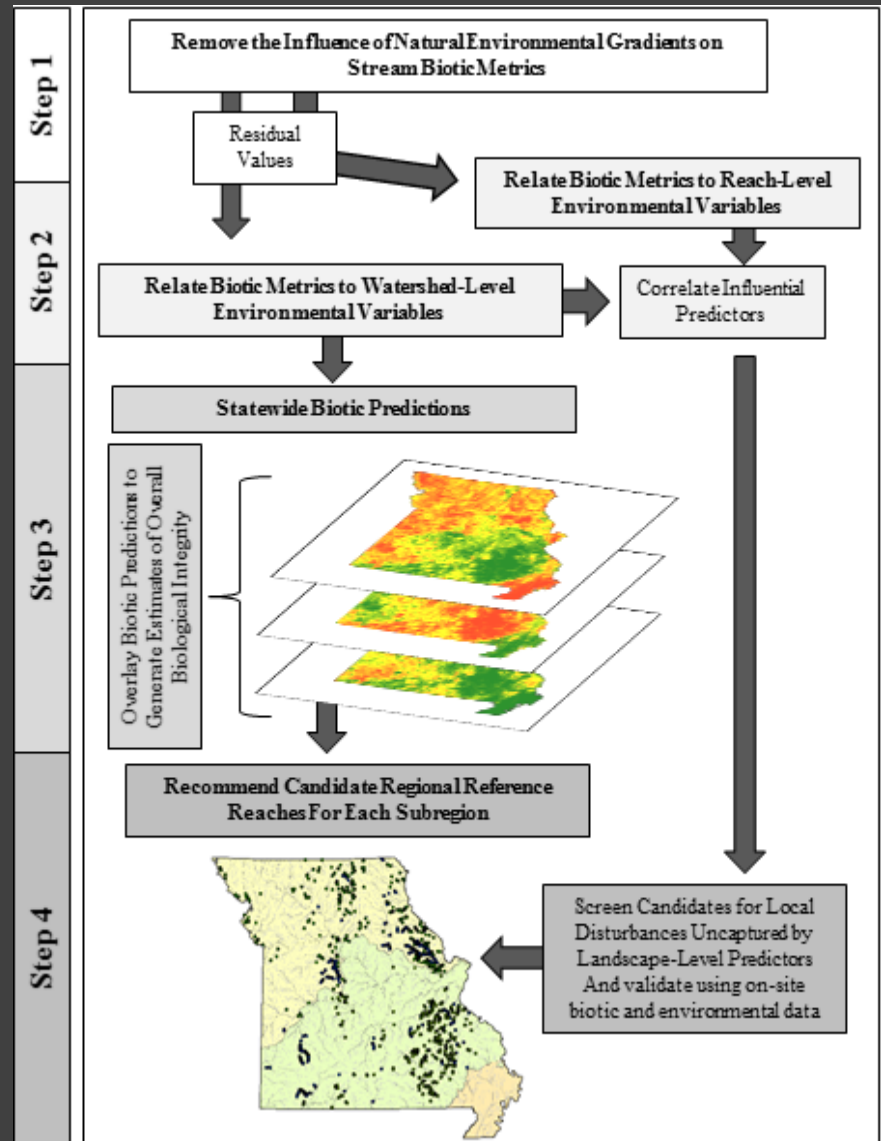 Step 1
Remove the Influence of Natural Environmental Gradients on
Stream Biotic Metrics
Residual
Values
Step 2
Relate Biotic Metrics to Reach-Level
Environmental Variables
Relate Biotic Metrics to Watershed-Level
Environmental Variables
Correlate Influential
Predictors
Step 3
Statewide Biotic Predictions
Overlay Biotic Predictions to
Generate Estimates of Overall
Biological Integrity
Step 4
Recommend Candidate Regional Reference
Reaches For Each Subregion
Screen Candidates for Local
Disturbances Uncaptured by
Landscape-Level Predictors
And validate using on-site
biotic and environmental data